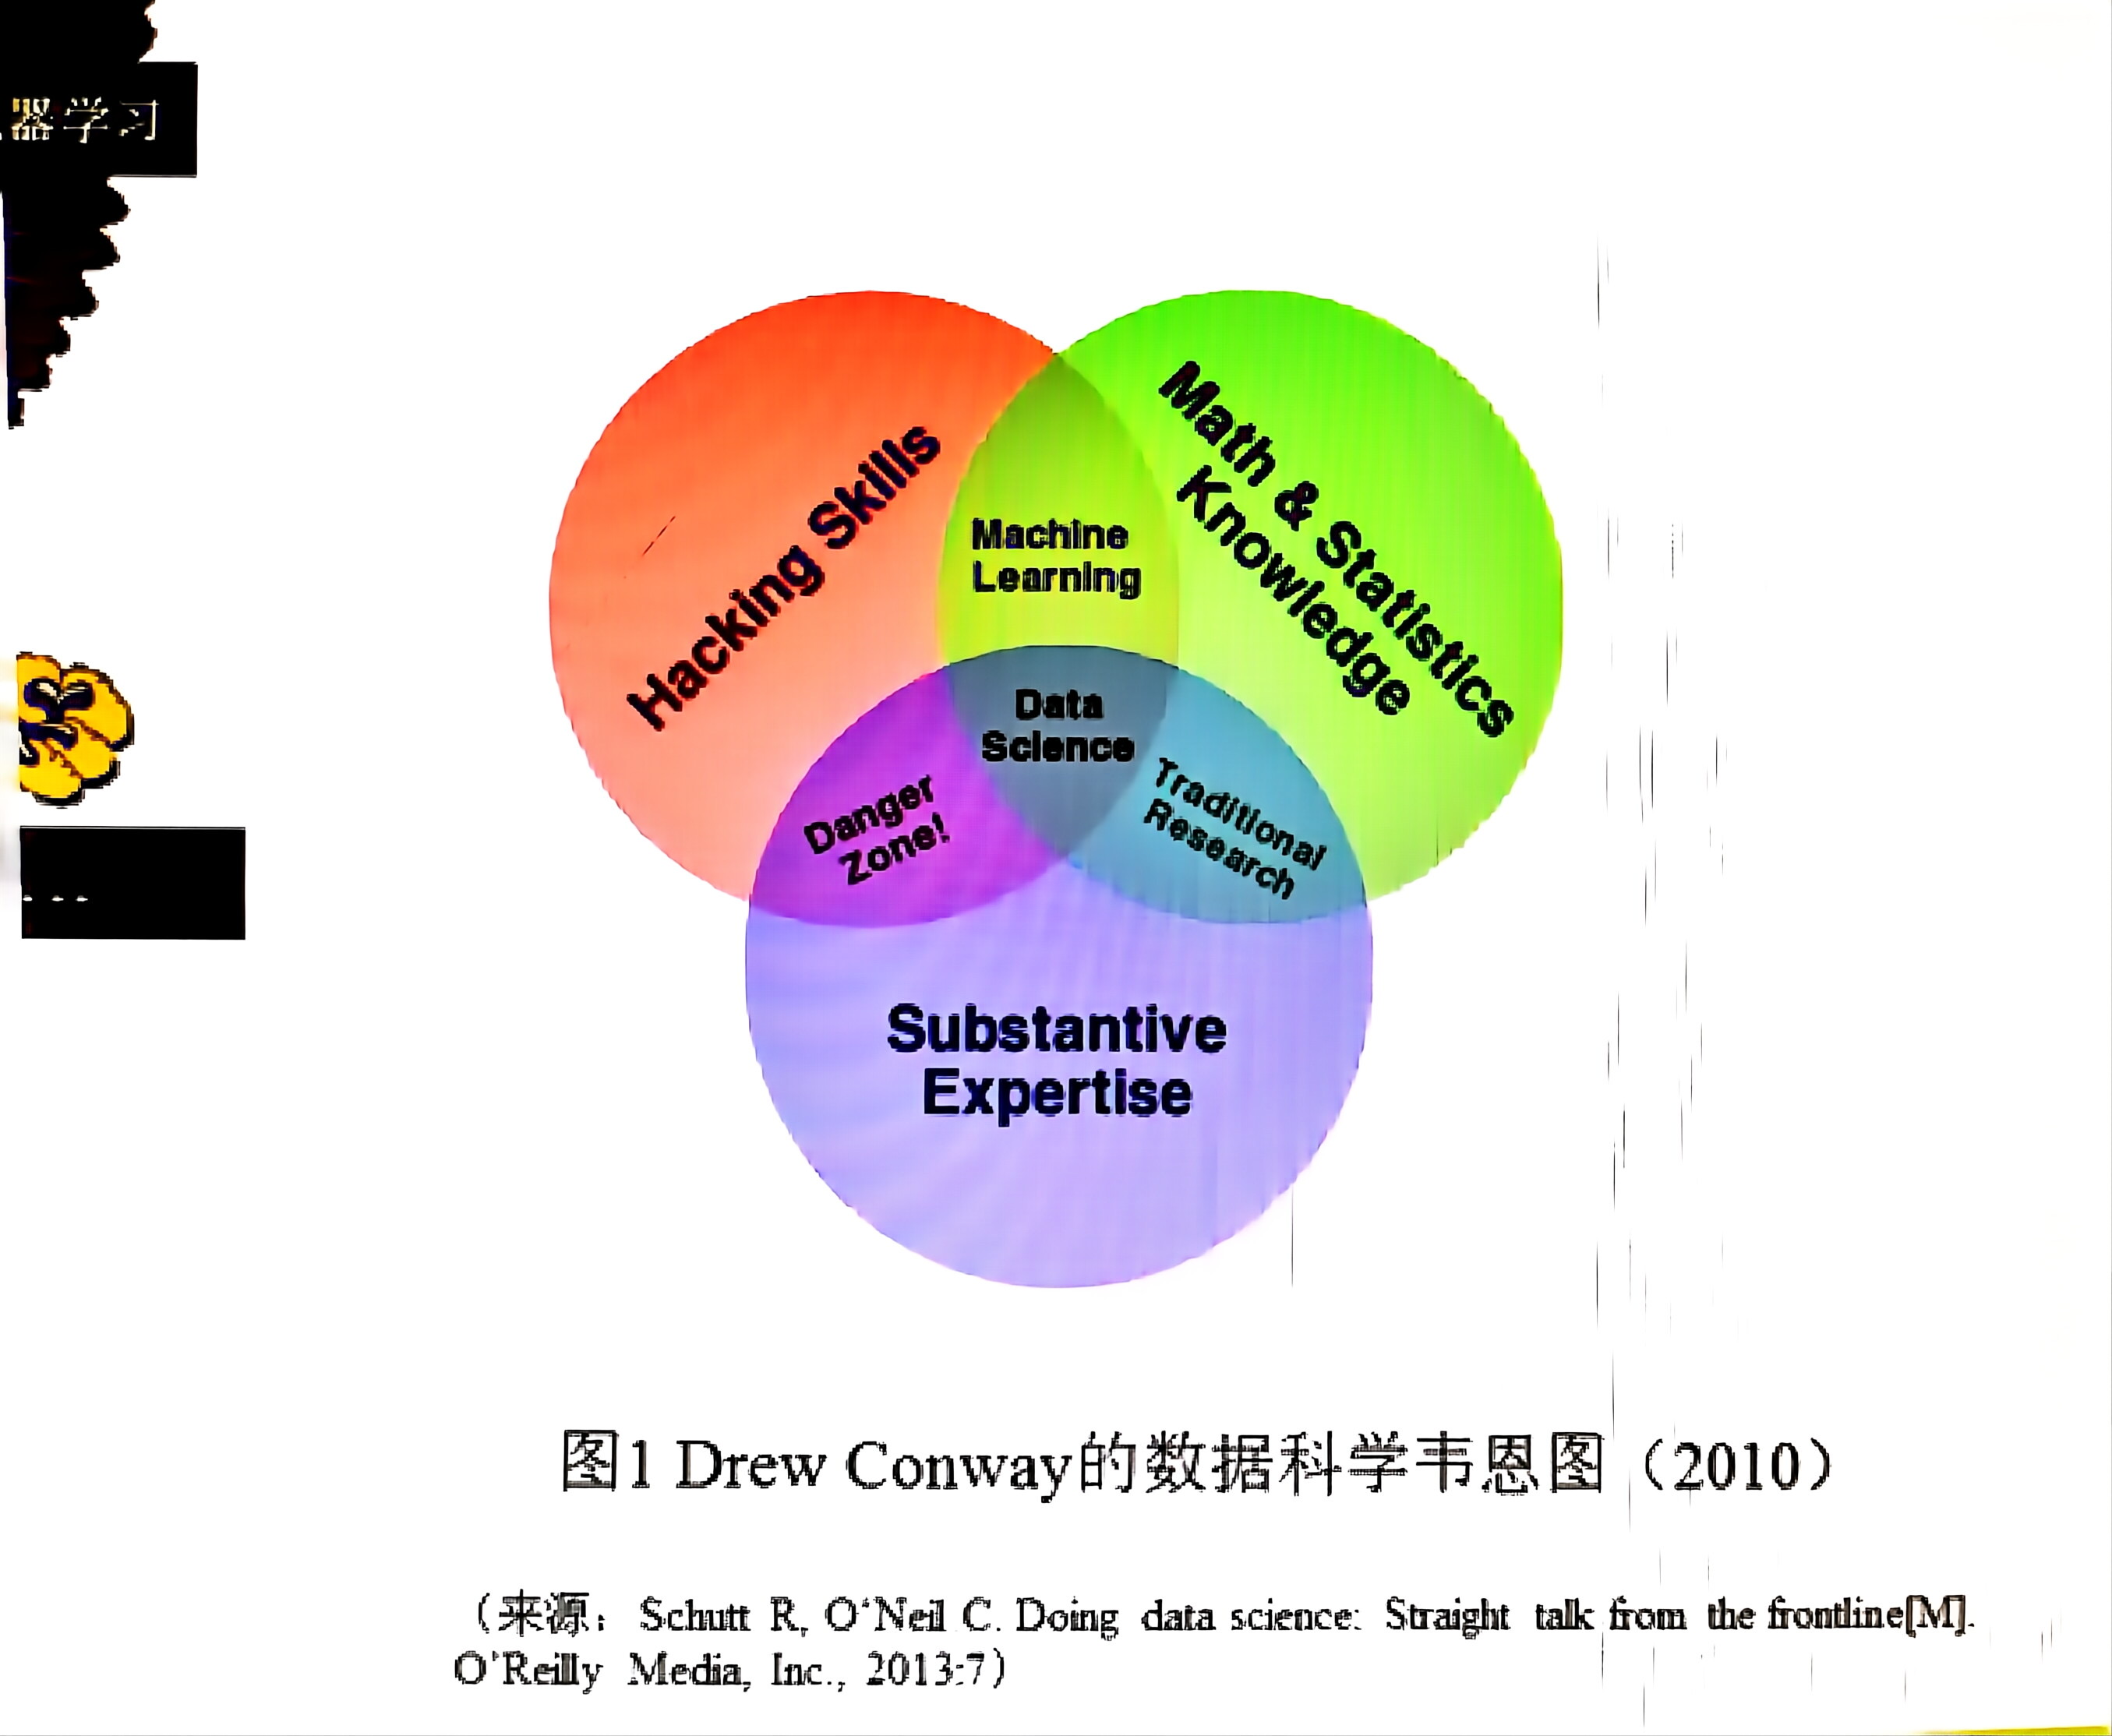 器学习
Hacking Skills
Math & Statistics
Knowledge
Machine
Learning
Data
Science
Danger
Zone!
Traditional
Research
Substantive
Expertise
图1 Drew Conway的数据科学韦恩图（2010）
（来源：Schutt R, O‘Neil C. Doing data science: Straight talk from the frontline[M].
O'Reilly Media, Inc., 2013:7）